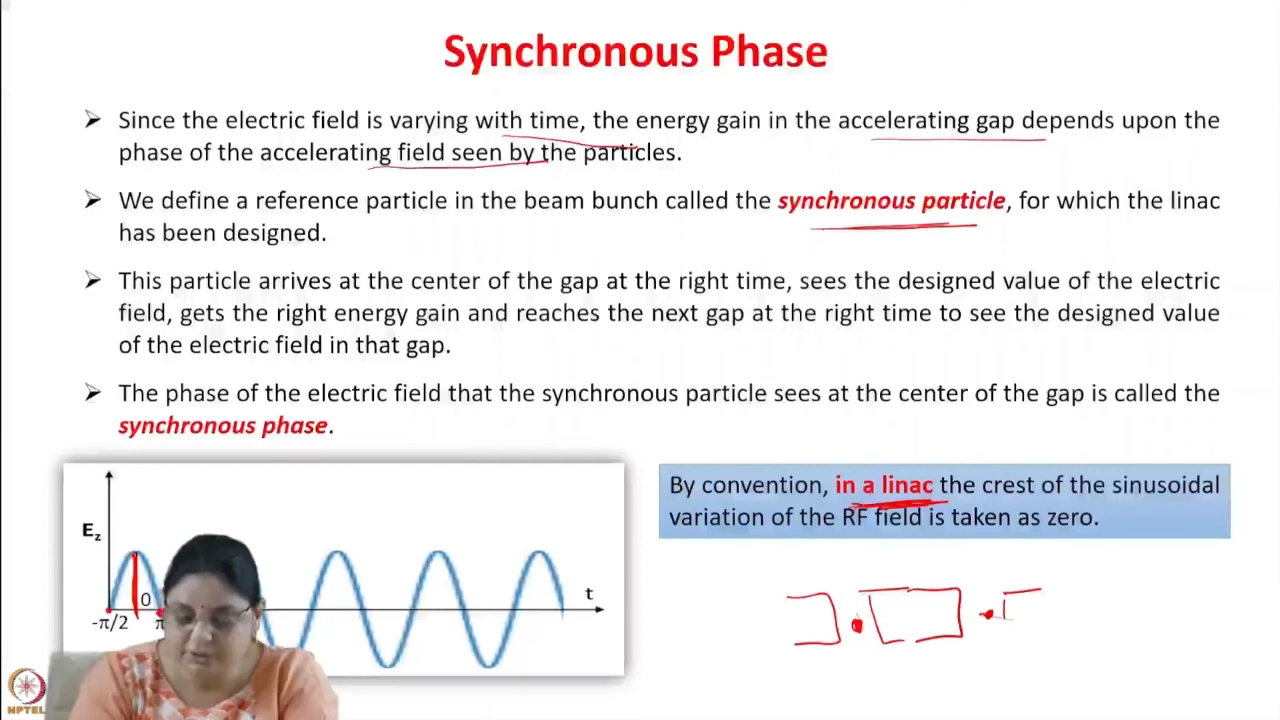 Synchronous Phase
➢ Since the electric field is varying with time, the energy gain in the accelerating gap depends upon the
phase of the accelerating field seen by the particles.
➢ We define a reference particle in the beam bunch called the synchronous particle, for which the linac
has been designed.
➢ This particle arrives at the center of the gap at the right time, sees the designed value of the electric
field, gets the right energy gain and reaches the next gap at the right time to see the designed value
of the electric field in that gap.
➢ The phase of the electric field that the synchronous particle sees at the center of the gap is called the
synchronous phase.
By convention, in a linac the crest of the sinusoidal
variation of the RF field is taken as zero.
Ez
t
0
-π/2
π
NPTEL